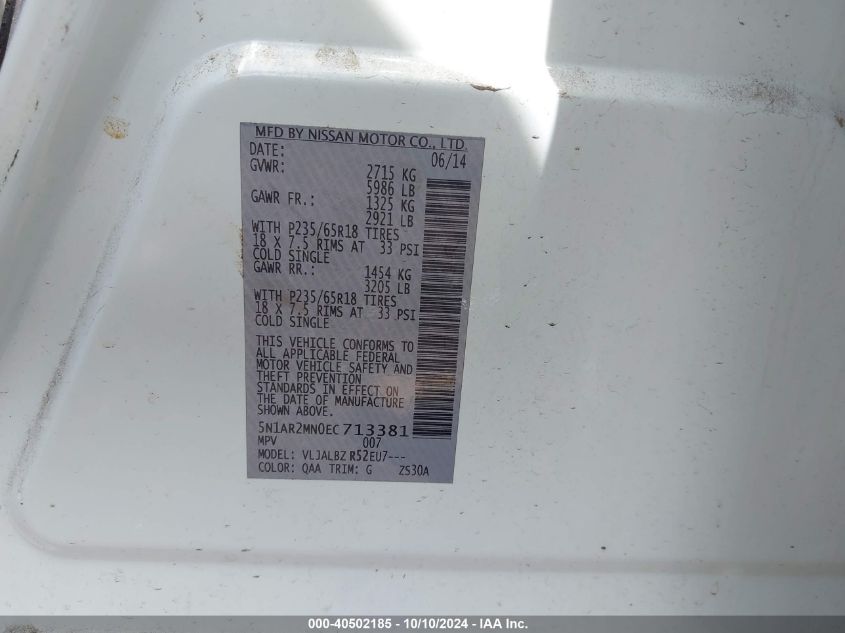 MFD BY NISSAN MOTOR CO., LTD.
DATE: 06/14
GVWR: 2715 KG
5986 LB
GAWR FR.: 1325 KG
2921 LB
WITH P235/65R18 TIRES
18 X 7.5 RIMS AT 33 PSI
COLD SINGLE
GAWR RR.: 1454 KG
3205 LB
WITH P235/65R18 TIRES
18 X 7.5 RIMS AT 33 PSI
COLD SINGLE
THIS VEHICLE CONFORMS TO
ALL APPLICABLE FEDERAL
MOTOR VEHICLE SAFETY AND
THEFT PREVENTION
STANDARDS IN EFFECT ON
THE DATE OF MANUFACTURE
SHOWN ABOVE.
5N1AR2MN0EC713381
MPV 007
MODEL: VLJALBZ R52EU7---
COLOR: QAA TRIM: G ZS30A
000-40502185 - 10/10/2024 - IAA Inc.